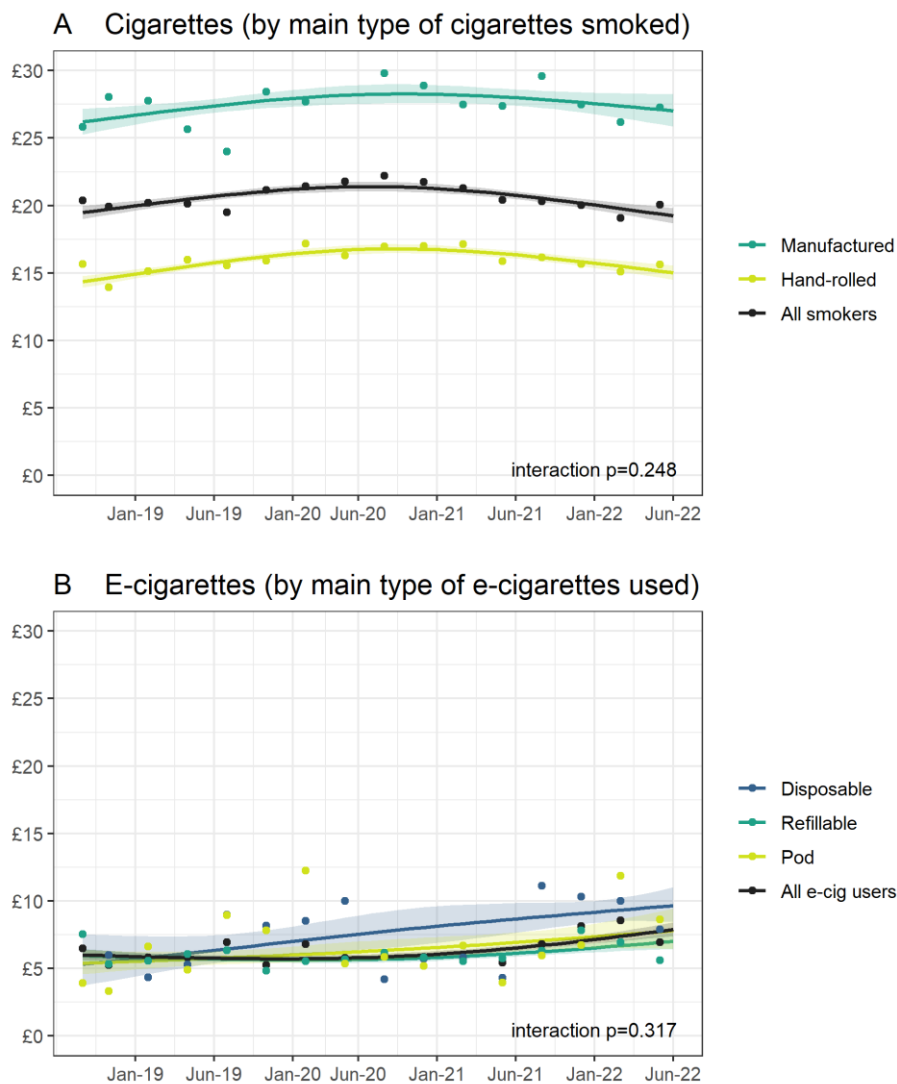 A Cigarettes (by main type of cigarettes smoked)
£30
£25
£20
£15
£10
£5
£0
interaction p=0.248
Jan-19 Jun-19 Jan-20 Jun-20 Jan-21 Jun-21 Jan-22 Jun-22
Manufactured
Hand-rolled
All smokers
B E-cigarettes (by main type of e-cigarettes used)
£30
£25
£20
£15
£10
£5
£0
interaction p=0.317
Jan-19 Jun-19 Jan-20 Jun-20 Jan-21 Jun-21 Jan-22 Jun-22
Disposable
Refillable
Pod
All e-cig users